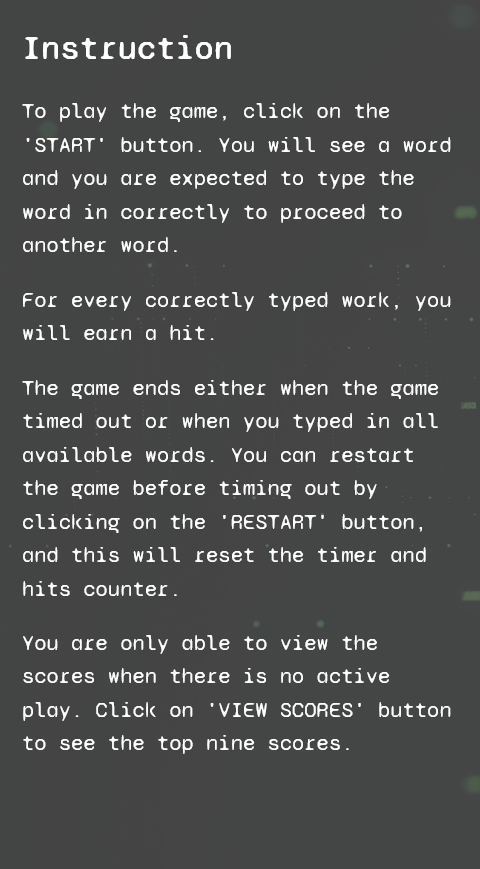 Instruction
To play the game, click on the
'START' button. You will see a word
and you are expected to type the
word in correctly to proceed to
another word.
For every correctly typed work, you
will earn a hit.
The game ends either when the game
timed out or when you typed in all
available words. You can restart
the game before timing out by
clicking on the 'RESTART' button,
and this will reset the timer and
hits counter.
You are only able to view the
scores when there is no active
play. Click on 'VIEW SCORES' button
to see the top nine scores.